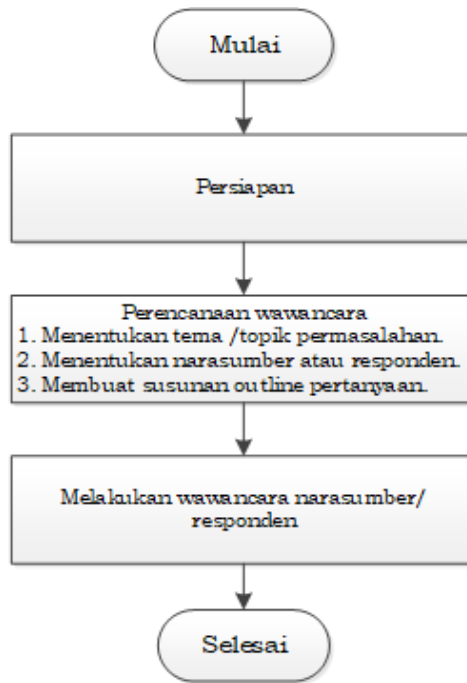 Mulai
Persiapan
Perencanaan wawancara
1. Menentukan tema /topik permasalahan.
2. Menentukan narasumber atau responden.
3. Membuat susunan outline pertanyaan.
Melakukan wawancara narasumber/
responden
Selesai